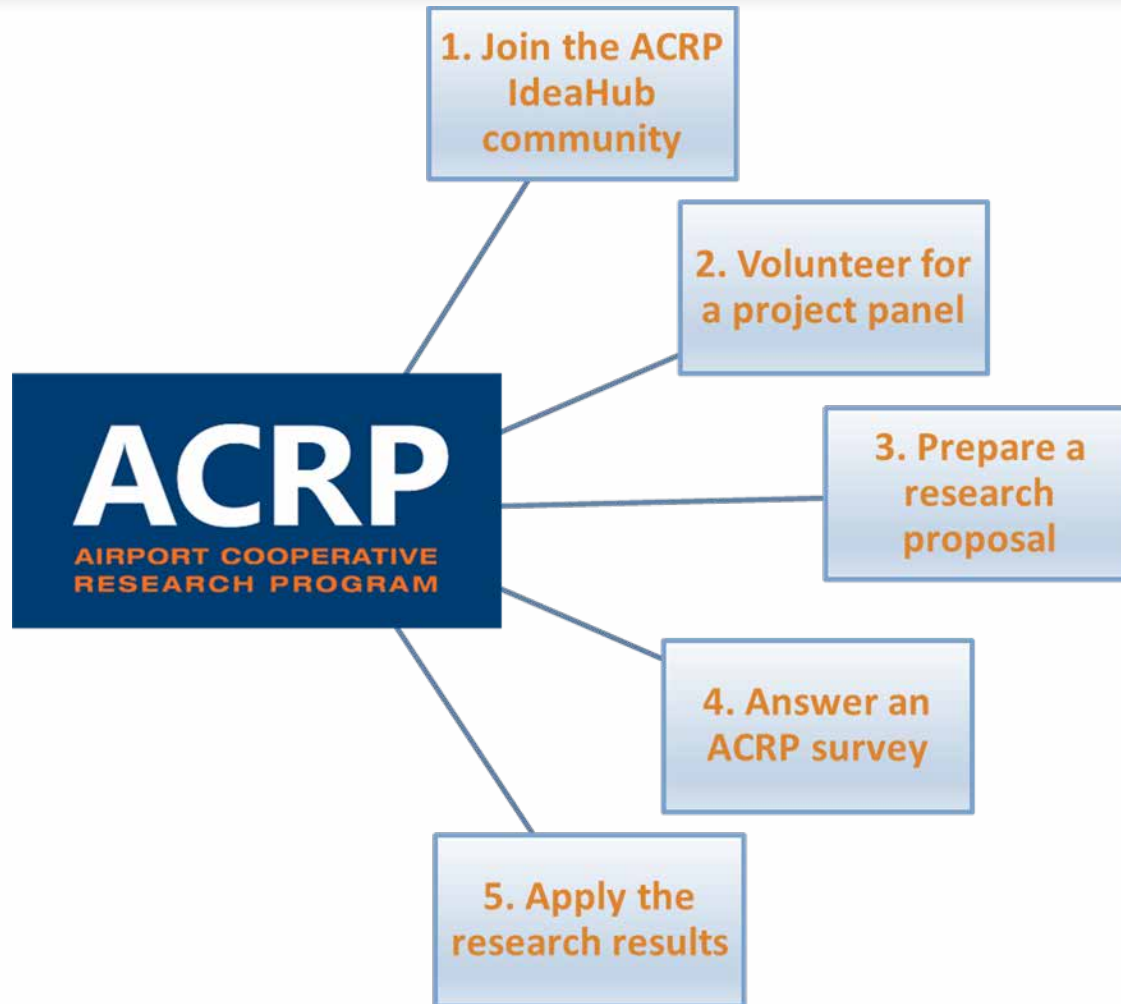 1. Join the ACRP
IdeaHub
community
2. Volunteer for
a project panel
3. Prepare a
research
proposal
ACRP
AIRPORT COOPERATIVE
RESEARCH PROGRAM
4. Answer an
ACRP survey
5. Apply the
research results